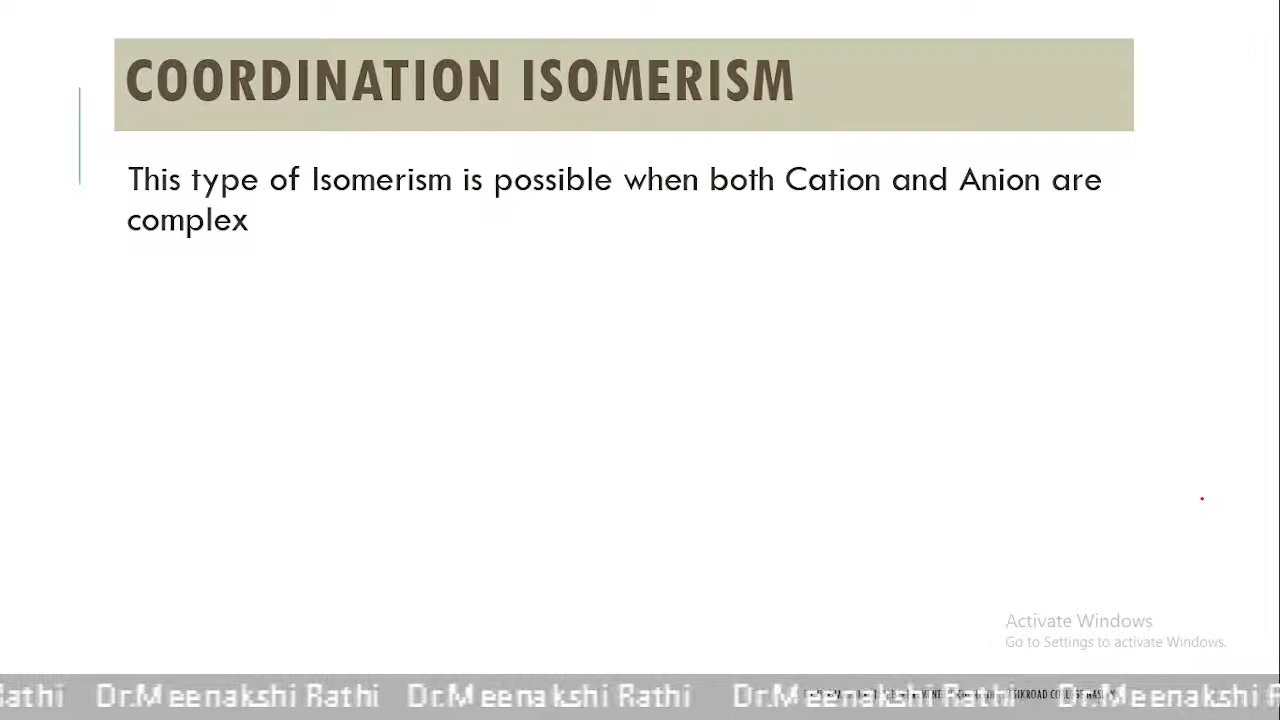 COORDINATION ISOMERISM
This type of Isomerism is possible when both Cation and Anion are
complex
Activate Windows
Go to Settings to activate Windows.
Rathi Dr.Meenakshi Rathi Dr.Meenakshi Rathi Dr.Meenakshi Rathi Dr.Meenakshi